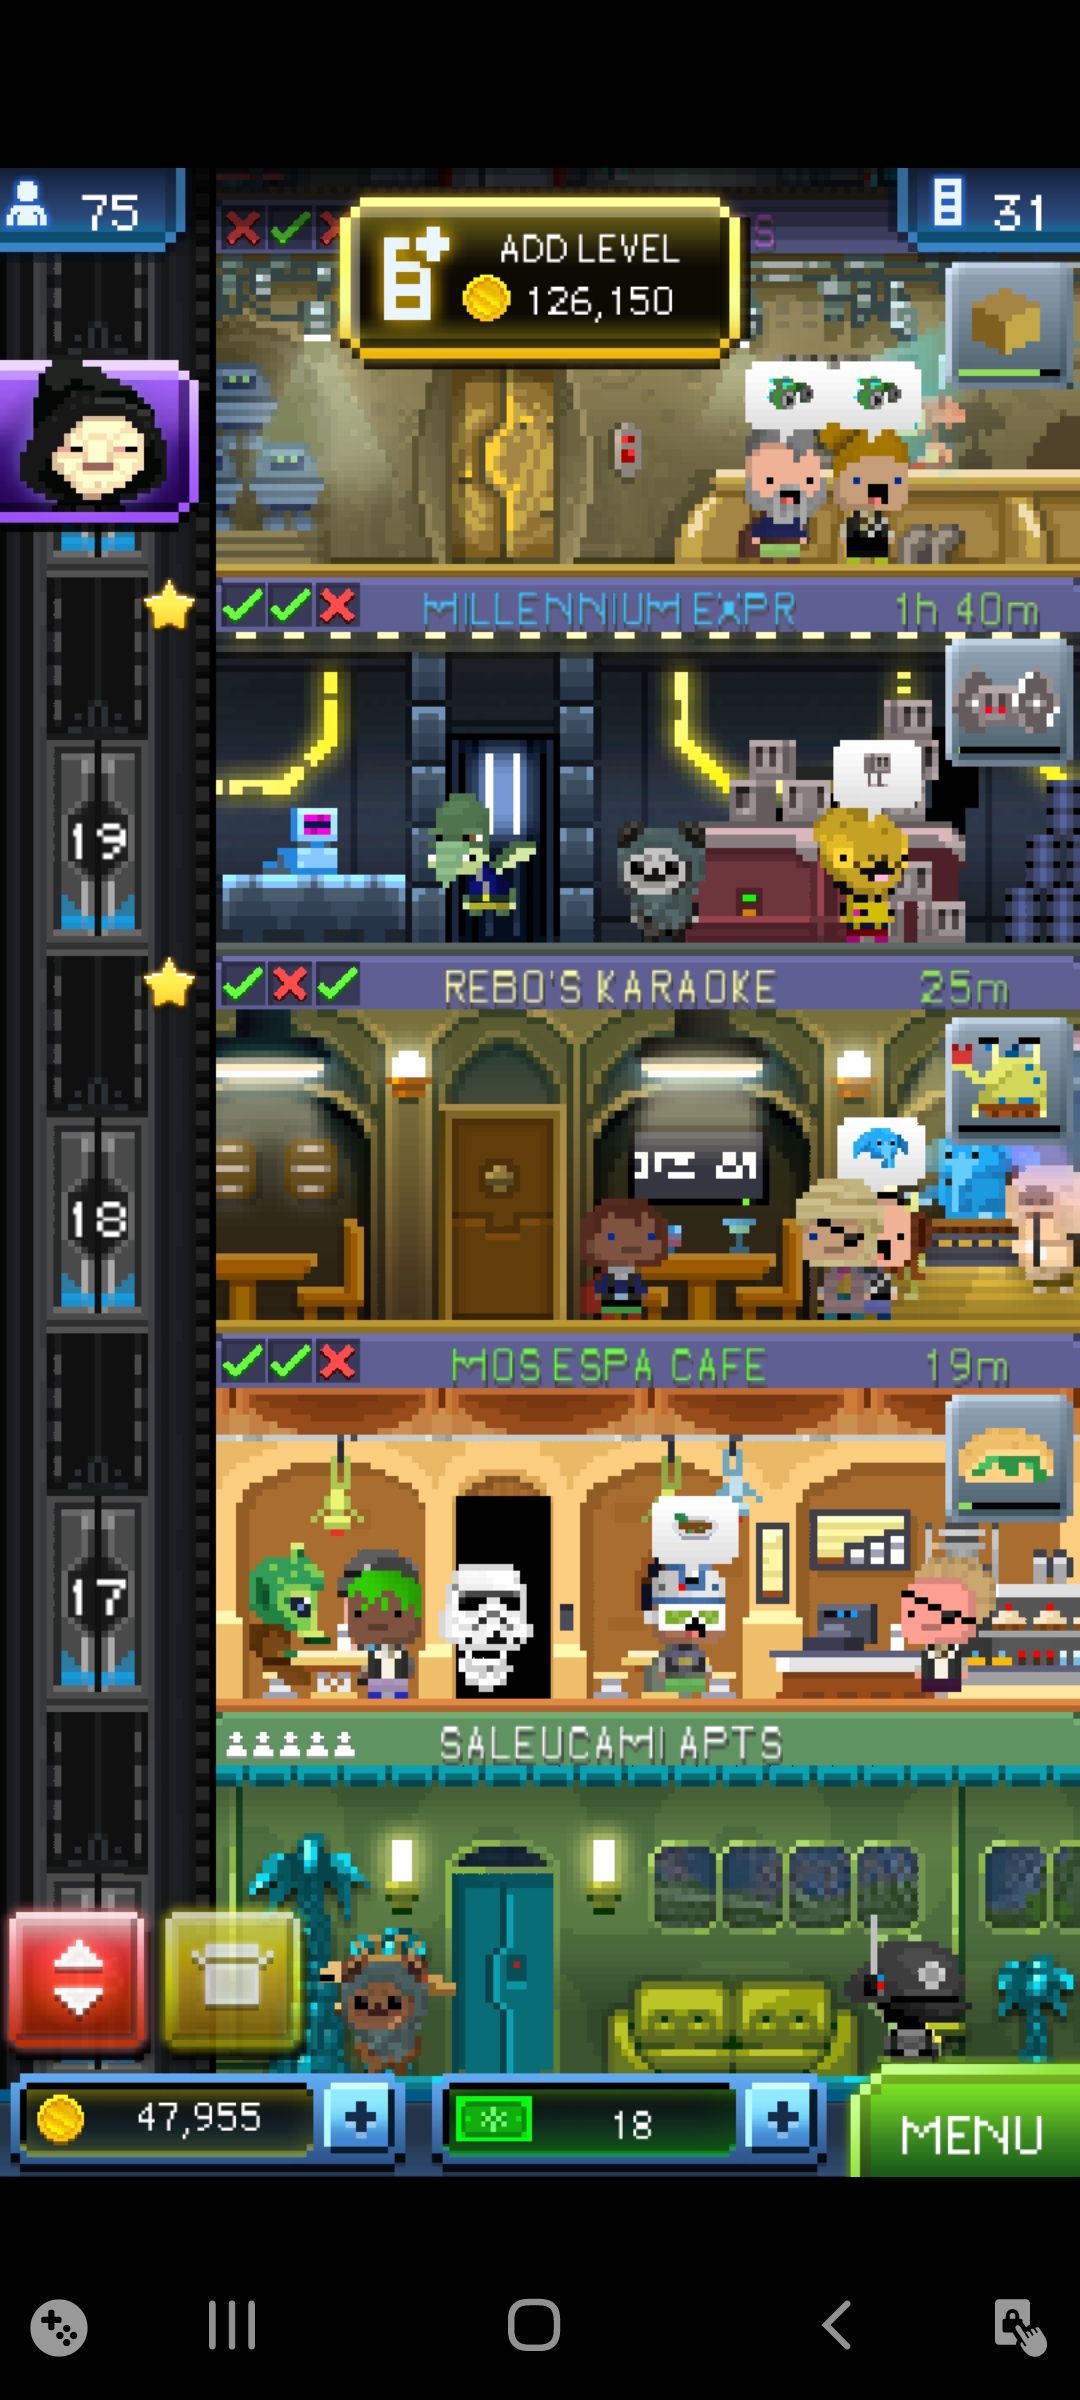 75
31
S
ADD LEVEL
126,150
MILLENNIUM EXPR
1h 40m
19
REBO'S KARAOKE
25m
18
MOS ESPA CAFE
19m
17
SALEUCAMI APTS
47,955
18
MENU